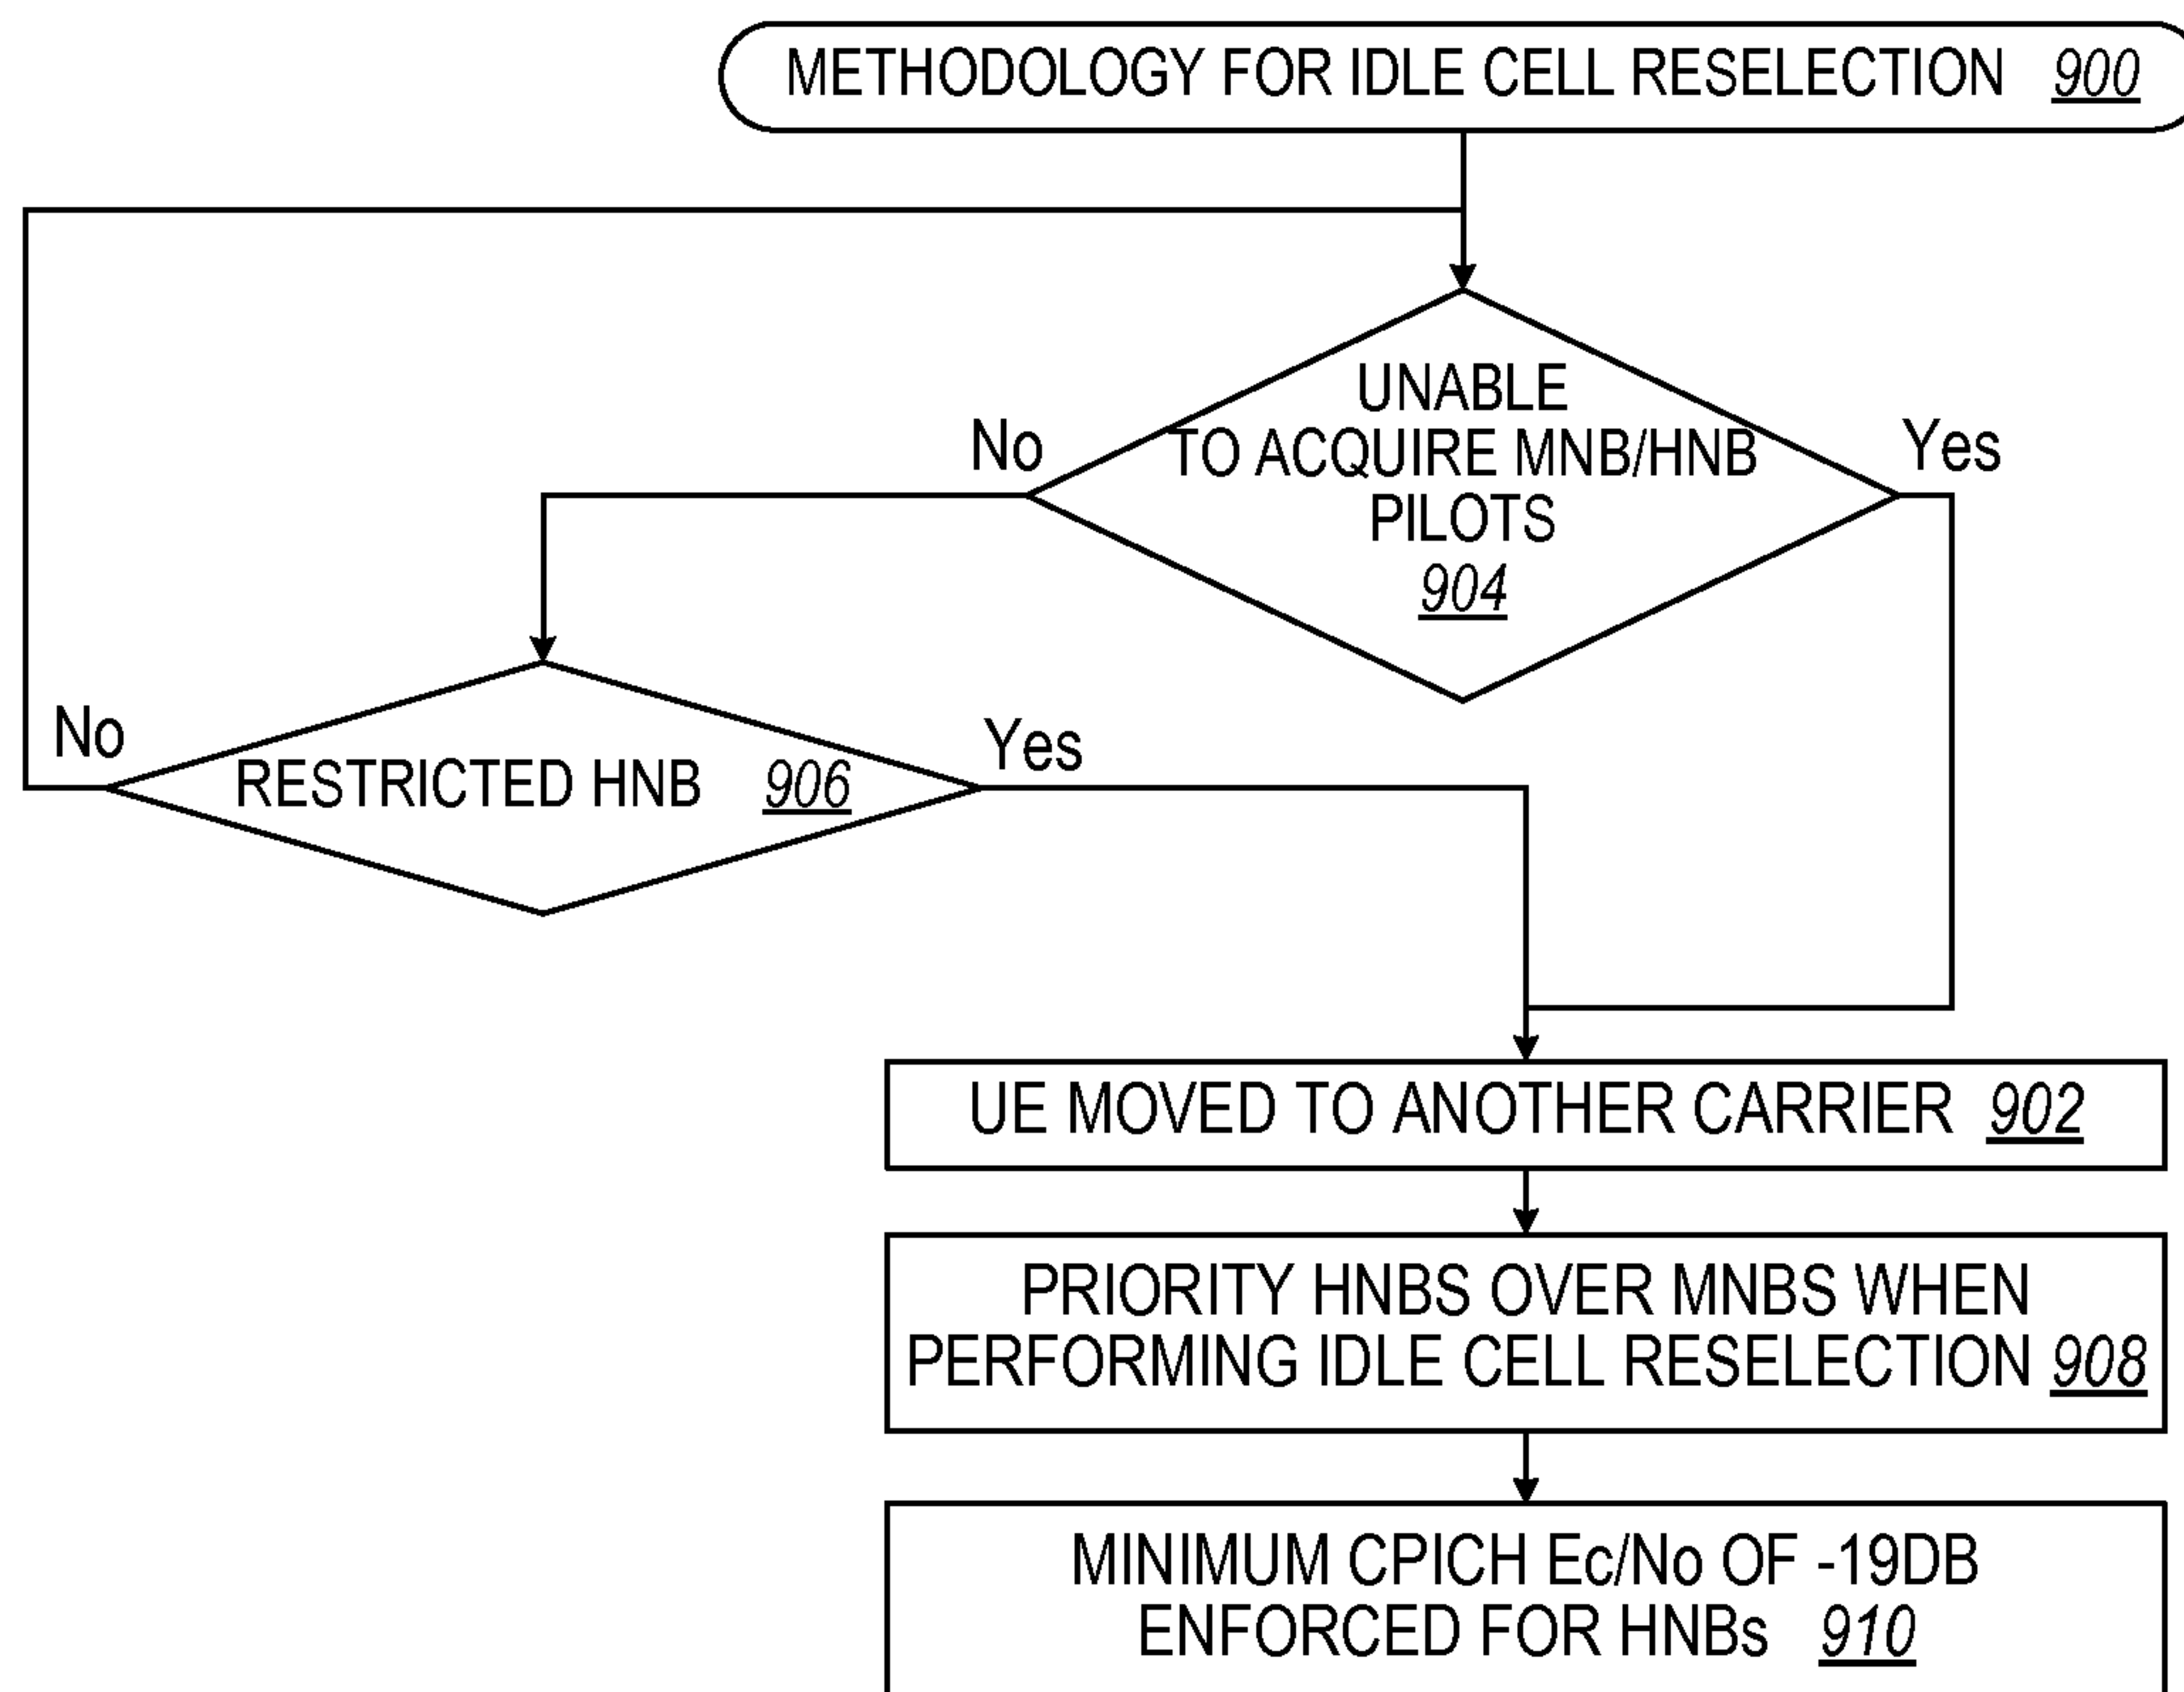 METHODOLOGY FOR IDLE CELL RESELECTION 900
UNABLE
TO ACQUIRE MNB/HNB
PILOTS
904
No
Yes
RESTRICTED HNB 906
No
Yes
UE MOVED TO ANOTHER CARRIER 902
PRIORITY HNBS OVER MNBS WHEN
PERFORMING IDLE CELL RESELECTION 908
MINIMUM CPICH Ec/No OF -19DB
ENFORCED FOR HNBs 910